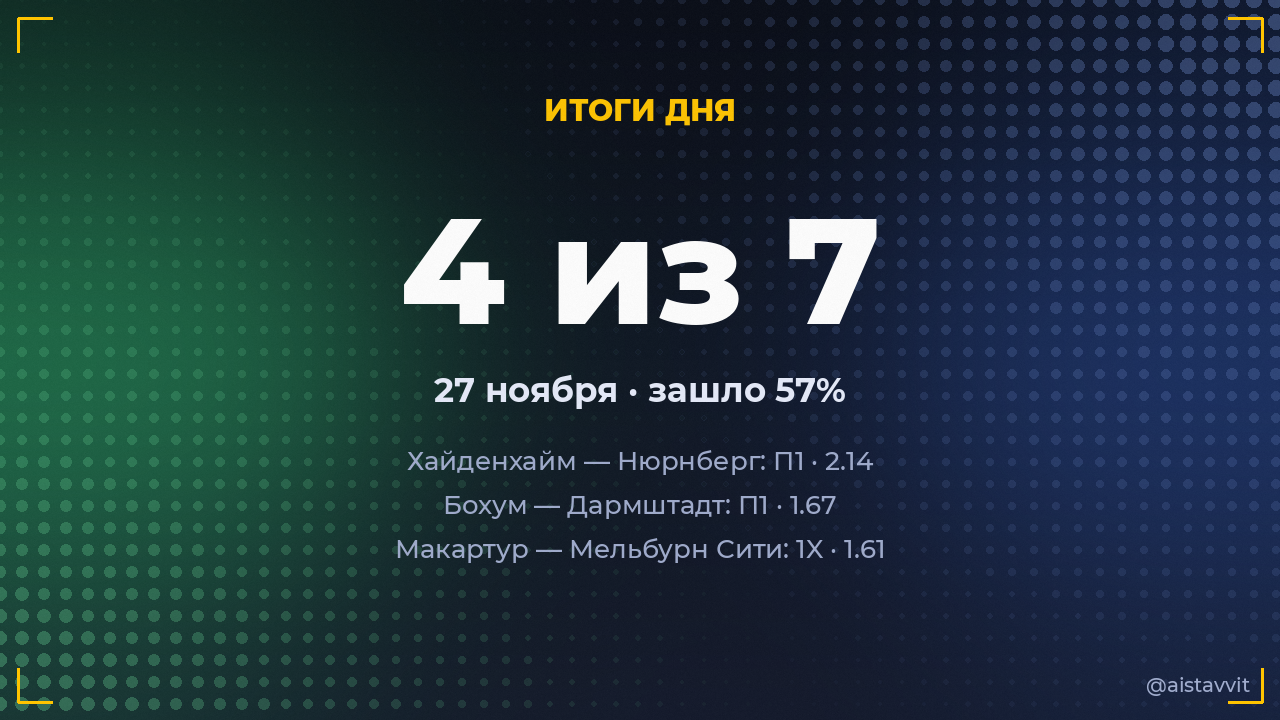 ИТОГИ ДНЯ
4 из 7
27 ноября · зашло 57%
Хайденхайм — Нюрнберг: П1 · 2.14
Бохум — Дармштадт: П1 · 1.67
Макартур — Мельбурн Сити: 1X · 1.61
@aistavvit